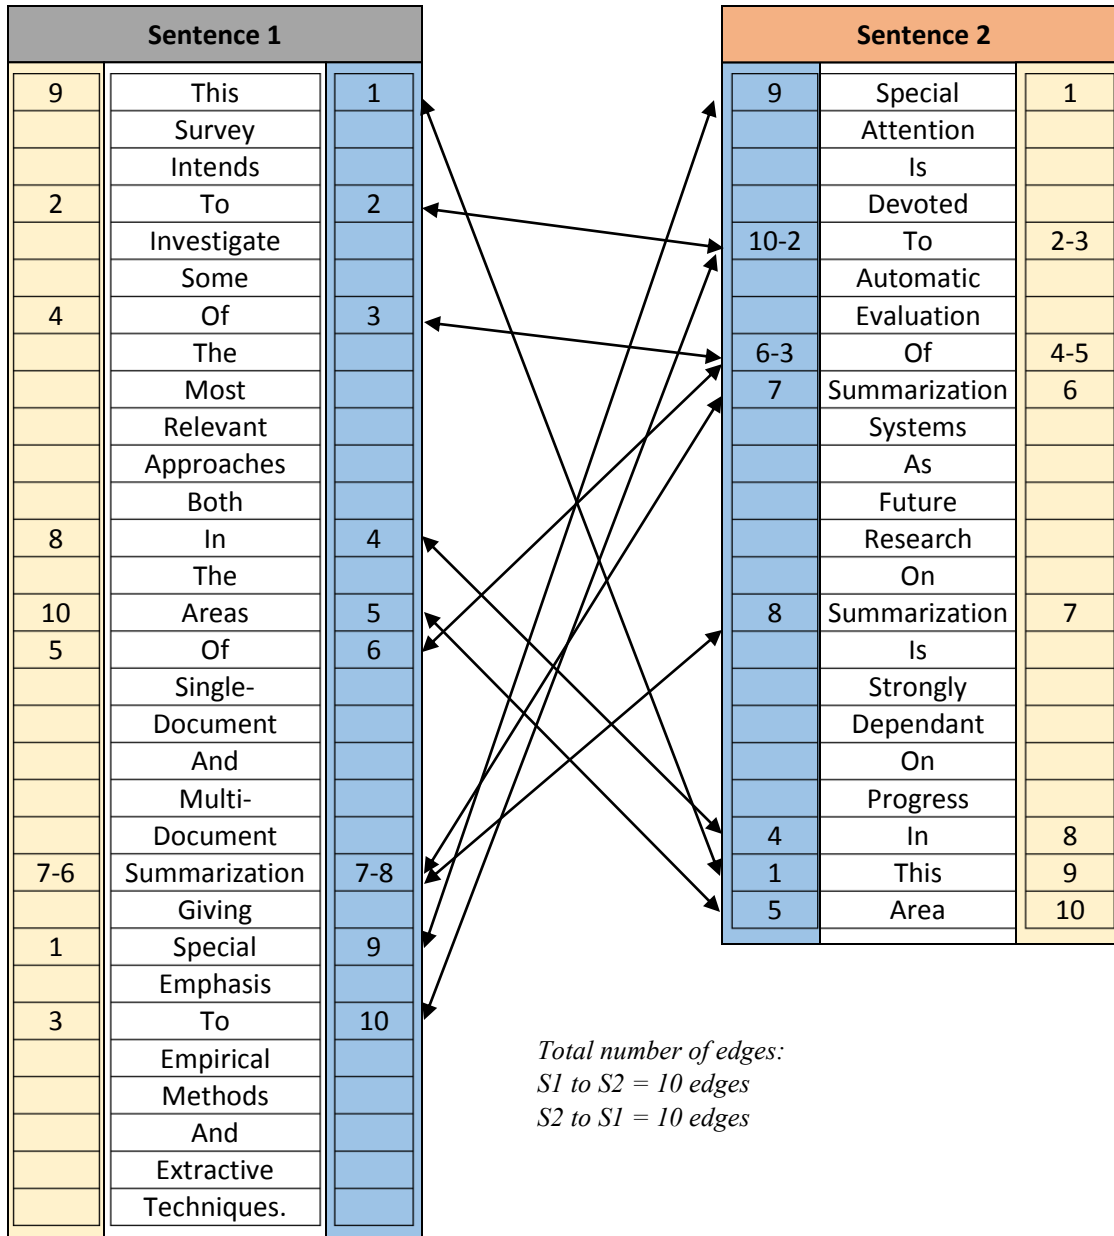 Sentence 1
9 This 1
Survey
Intends
2 To 2
Investigate
Some
4 Of 3
The
Most
Relevant
Approaches
Both
8 In 4
The
10 Areas 5
5 Of 6
Single-
Document
And
Multi-
Document
7-6 Summarization 7-8
Giving
1 Special 9
Emphasis
3 To 10
Empirical
Methods
And
Extractive
Techniques.
Sentence 2
9 Special 1
Attention
Is
Devoted
10-2 To 2-3
Automatic
Evaluation
6-3 Of 4-5
7 Summarization 6
Systems
As
Future
Research
On
8 Summarization 7
Is
Strongly
Dependant
On
Progress
4 In 8
1 This 9
5 Area 10
Total number of edges:
S1 to S2 = 10 edges
S2 to S1 = 10 edges